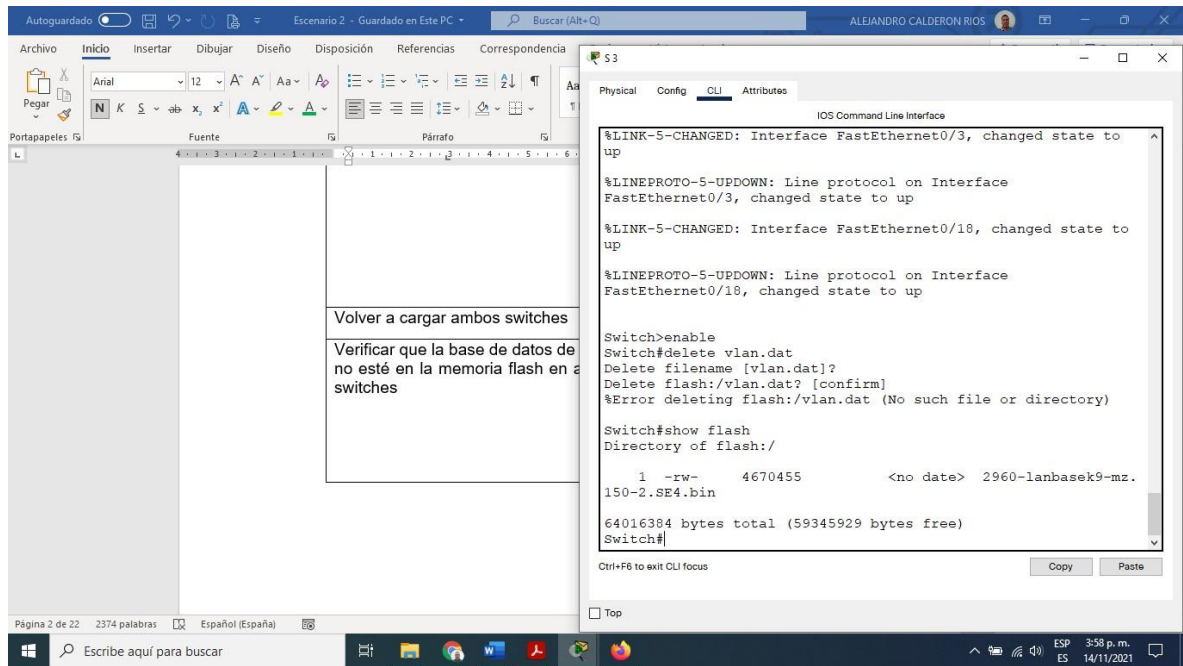 Autoguardado
Escenario 2 - Guardado en Este PC
Buscar (Alt+Q)
ALEJANDRO CALDERON RIOS
Archivo Inicio Insertar Dibujar Diseño Disposición Referencias Correspondencia
Pegar
Arial
12
N K S ab x₂ x² A A
Portapapeles
Fuente
Párrafo
Volver a cargar ambos switches
Verificar que la base de datos de
no esté en la memoria flash en a
switches
S3
Physical Config CLI Attributes
IOS Command Line Interface
%LINK-5-CHANGED: Interface FastEthernet0/3, changed state to
up
%LINEPROTO-5-UPDOWN: Line protocol on Interface
FastEthernet0/3, changed state to up
%LINK-5-CHANGED: Interface FastEthernet0/18, changed state to
up
%LINEPROTO-5-UPDOWN: Line protocol on Interface
FastEthernet0/18, changed state to up
Switch>enable
Switch#delete vlan.dat
Delete filename [vlan.dat]?
Delete flash:/vlan.dat? [confirm]
%Error deleting flash:/vlan.dat (No such file or directory)
Switch#show flash
Directory of flash:/
1 -rw- 4670455 <no date> 2960-lanbasek9-mz.
150-2.SE4.bin
64016384 bytes total (59345929 bytes free)
Switch#
Ctrl+F6 to exit CLI focus
Copy Paste
Top
Página 2 de 22 2374 palabras Español (España)
Escribe aquí para buscar
ESP
ES
3:58 p. m.
14/11/2021